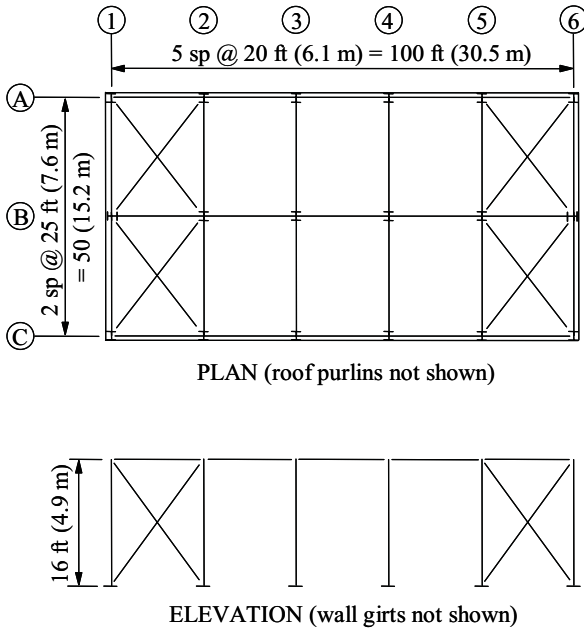 1 2 3 4 5 6
5 sp @ 20 ft (6.1 m) = 100 ft (30.5 m)
A
B
C
2 sp @ 25 ft (7.6 m)
= 50 (15.2 m)
PLAN (roof purlins not shown)
16 ft (4.9 m)
ELEVATION (wall girts not shown)